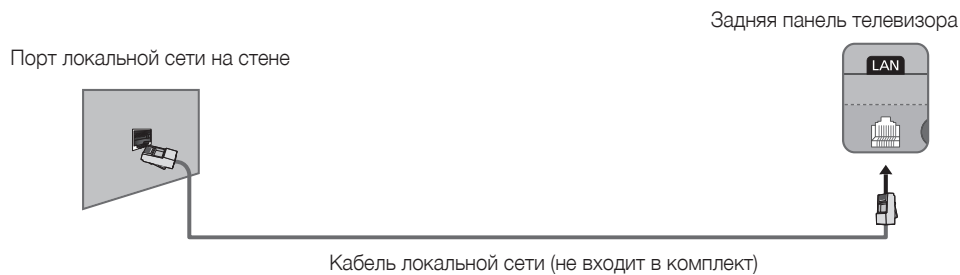 Задняя панель телевизора
Порт локальной сети на стене
LAN
Кабель локальной сети (не входит в комплект)